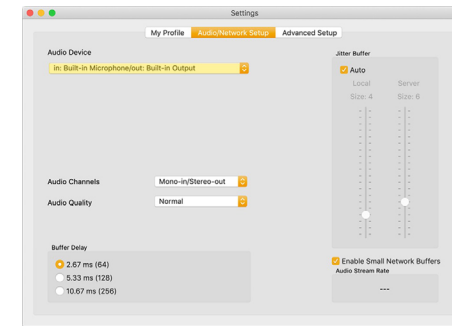 Settings
My Profile Audio/Network Setup Advanced Setup
Audio Device
in: Built-in Microphone/out: Built-in Output
Audio Channels Mono-in/Stereo-out
Audio Quality Normal
Buffer Delay
2.67 ms (64)
5.33 ms (128)
10.67 ms (256)
Jitter Buffer
Auto
Local Server
Size: 4 Size: 6
Enable Small Network Buffers
Audio Stream Rate
---